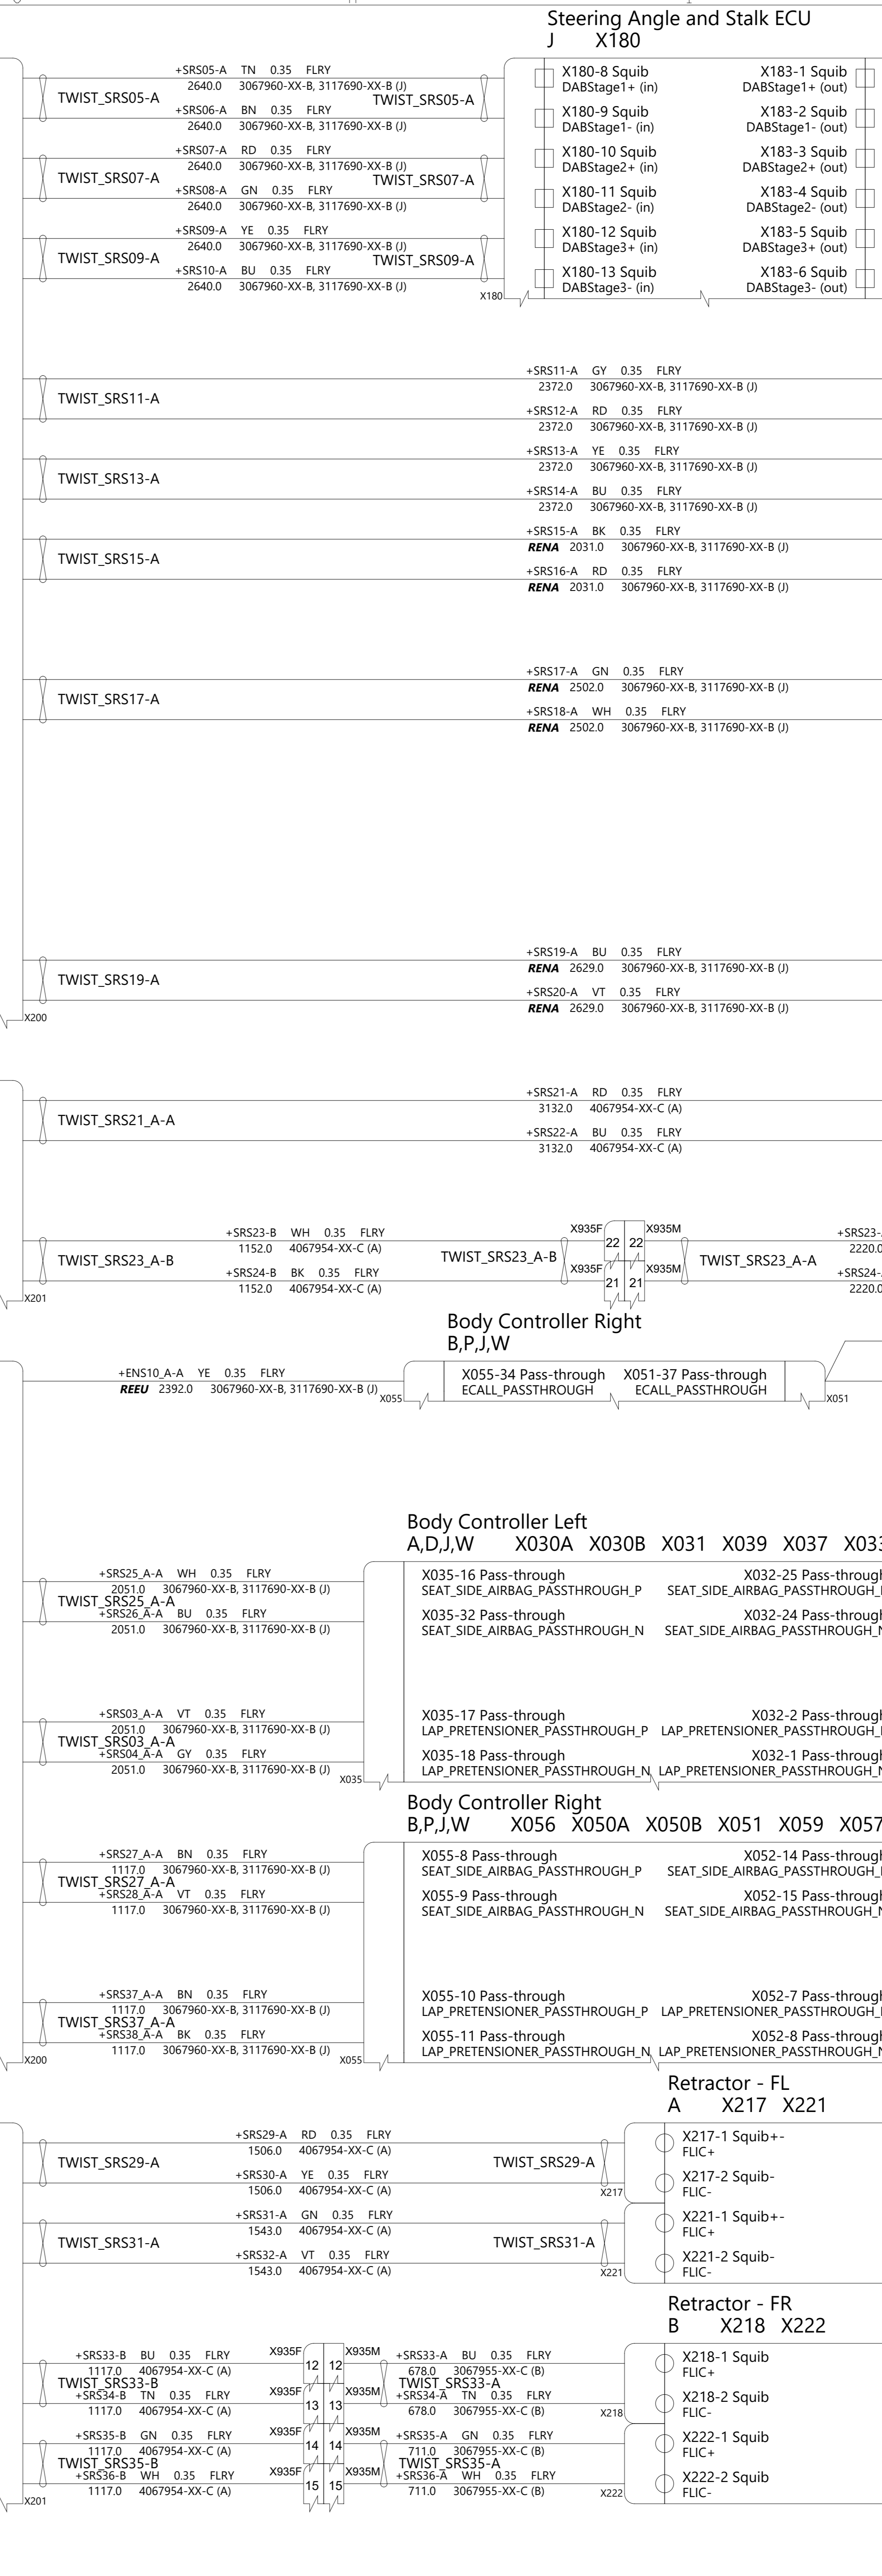 Steering Angle and Stalk ECU
J X180
+SRS05-A TN 0.35 FLRY
2640.0 3067960-XX-B, 3117690-XX-B (J)
TWIST_SRS05-A TWIST_SRS05-A
+SRS06-A BN 0.35 FLRY
2640.0 3067960-XX-B, 3117690-XX-B (J)
X180-8 Squib X183-1 Squib
DABStage1+ (in) DABStage1+ (out)
X180-9 Squib X183-2 Squib
DABStage1- (in) DABStage1- (out)
+SRS07-A RD 0.35 FLRY
2640.0 3067960-XX-B, 3117690-XX-B (J)
TWIST_SRS07-A TWIST_SRS07-A
+SRS08-A GN 0.35 FLRY
2640.0 3067960-XX-B, 3117690-XX-B (J)
X180-10 Squib X183-3 Squib
DABStage2+ (in) DABStage2+ (out)
X180-11 Squib X183-4 Squib
DABStage2- (in) DABStage2- (out)
+SRS09-A YE 0.35 FLRY
2640.0 3067960-XX-B, 3117690-XX-B (J)
TWIST_SRS09-A TWIST_SRS09-A
+SRS10-A BU 0.35 FLRY
2640.0 3067960-XX-B, 3117690-XX-B (J)
X180-12 Squib X183-5 Squib
DABStage3+ (in) DABStage3+ (out)
X180-13 Squib X183-6 Squib
DABStage3- (in) DABStage3- (out)
X180
+SRS11-A GY 0.35 FLRY
2372.0 3067960-XX-B, 3117690-XX-B (J)
TWIST_SRS11-A
+SRS12-A RD 0.35 FLRY
2372.0 3067960-XX-B, 3117690-XX-B (J)
+SRS13-A YE 0.35 FLRY
2372.0 3067960-XX-B, 3117690-XX-B (J)
TWIST_SRS13-A
+SRS14-A BU 0.35 FLRY
2372.0 3067960-XX-B, 3117690-XX-B (J)
+SRS15-A BK 0.35 FLRY
RENA 2031.0 3067960-XX-B, 3117690-XX-B (J)
TWIST_SRS15-A
+SRS16-A RD 0.35 FLRY
RENA 2031.0 3067960-XX-B, 3117690-XX-B (J)
+SRS17-A GN 0.35 FLRY
RENA 2502.0 3067960-XX-B, 3117690-XX-B (J)
TWIST_SRS17-A
+SRS18-A WH 0.35 FLRY
RENA 2502.0 3067960-XX-B, 3117690-XX-B (J)
+SRS19-A BU 0.35 FLRY
RENA 2629.0 3067960-XX-B, 3117690-XX-B (J)
TWIST_SRS19-A
+SRS20-A VT 0.35 FLRY
RENA 2629.0 3067960-XX-B, 3117690-XX-B (J)
X200
+SRS21-A RD 0.35 FLRY
3132.0 4067954-XX-C (A)
TWIST_SRS21_A-A
+SRS22-A BU 0.35 FLRY
3132.0 4067954-XX-C (A)
+SRS23-B WH 0.35 FLRY X935F 22 22 X935M +SRS23-
1152.0 4067954-XX-C (A) 2220.0
TWIST_SRS23_A-B TWIST_SRS23_A-B TWIST_SRS23_A-A
+SRS24-B BK 0.35 FLRY X935F 21 21 X935M +SRS24-
1152.0 4067954-XX-C (A) 2220.0
X201
Body Controller Right
B,P,J,W
+ENS10_A-A YE 0.35 FLRY
REEU 2392.0 3067960-XX-B, 3117690-XX-B (J)
X055
X055-34 Pass-through X051-37 Pass-through
ECALL_PASSTHROUGH ECALL_PASSTHROUGH
X051
Body Controller Left
A,D,J,W X030A X030B X031 X039 X037 X033
+SRS25_A-A WH 0.35 FLRY
2051.0 3067960-XX-B, 3117690-XX-B (J)
TWIST_SRS25_A-A
+SRS26_A-A BU 0.35 FLRY
2051.0 3067960-XX-B, 3117690-XX-B (J)
X035-16 Pass-through X032-25 Pass-through
SEAT_SIDE_AIRBAG_PASSTHROUGH_P SEAT_SIDE_AIRBAG_PASSTHROUGH_
X035-32 Pass-through X032-24 Pass-through
SEAT_SIDE_AIRBAG_PASSTHROUGH_N SEAT_SIDE_AIRBAG_PASSTHROUGH_N
+SRS03_A-A VT 0.35 FLRY
2051.0 3067960-XX-B, 3117690-XX-B (J)
TWIST_SRS03_A-A
+SRS04_A-A GY 0.35 FLRY
2051.0 3067960-XX-B, 3117690-XX-B (J)
X035-17 Pass-through X032-2 Pass-through
LAP_PRETENSIONER_PASSTHROUGH_P LAP_PRETENSIONER_PASSTHROUGH_
X035-18 Pass-through X032-1 Pass-through
LAP_PRETENSIONER_PASSTHROUGH_N LAP_PRETENSIONER_PASSTHROUGH_N
X035
Body Controller Right
B,P,J,W X056 X050A X050B X051 X059 X057
+SRS27_A-A BN 0.35 FLRY
1117.0 3067960-XX-B, 3117690-XX-B (J)
TWIST_SRS27_A-A
+SRS28_A-A VT 0.35 FLRY
1117.0 3067960-XX-B, 3117690-XX-B (J)
X055-8 Pass-through X052-14 Pass-through
SEAT_SIDE_AIRBAG_PASSTHROUGH_P SEAT_SIDE_AIRBAG_PASSTHROUGH_
X055-9 Pass-through X052-15 Pass-through
SEAT_SIDE_AIRBAG_PASSTHROUGH_N SEAT_SIDE_AIRBAG_PASSTHROUGH_N
+SRS37_A-A BN 0.35 FLRY
1117.0 3067960-XX-B, 3117690-XX-B (J)
TWIST_SRS37_A-A
+SRS38_A-A BK 0.35 FLRY
1117.0 3067960-XX-B, 3117690-XX-B (J)
X055-10 Pass-through X052-7 Pass-through
LAP_PRETENSIONER_PASSTHROUGH_P LAP_PRETENSIONER_PASSTHROUGH_
X055-11 Pass-through X052-8 Pass-through
LAP_PRETENSIONER_PASSTHROUGH_N LAP_PRETENSIONER_PASSTHROUGH_N
X200 X055
Retractor - FL
A X217 X221
+SRS29-A RD 0.35 FLRY
1506.0 4067954-XX-C (A)
TWIST_SRS29-A TWIST_SRS29-A
+SRS30-A YE 0.35 FLRY
1506.0 4067954-XX-C (A)
X217
X217-1 Squib+-
FLIC+
X217-2 Squib-
FLIC-
+SRS31-A GN 0.35 FLRY
1543.0 4067954-XX-C (A)
TWIST_SRS31-A TWIST_SRS31-A
+SRS32-A VT 0.35 FLRY
1543.0 4067954-XX-C (A)
X221
X221-1 Squib+-
FLIC+
X221-2 Squib-
FLIC-
Retractor - FR
B X218 X222
+SRS33-B BU 0.35 FLRY X935F 12 12 X935M +SRS33-A BU 0.35 FLRY
1117.0 4067954-XX-C (A) 678.0 3067955-XX-C (B)
TWIST_SRS33-B TWIST_SRS33-A
+SRS34-B TN 0.35 FLRY X935F 13 13 X935M +SRS34-A TN 0.35 FLRY
1117.0 4067954-XX-C (A) 678.0 3067955-XX-C (B)
X218
X218-1 Squib
FLIC+
X218-2 Squib
FLIC-
+SRS35-B GN 0.35 FLRY X935F 14 14 X935M +SRS35-A GN 0.35 FLRY
1117.0 4067954-XX-C (A) 711.0 3067955-XX-C (B)
TWIST_SRS35-B TWIST_SRS35-A
+SRS36-B WH 0.35 FLRY X935F 15 15 X935M +SRS36-A WH 0.35 FLRY
1117.0 4067954-XX-C (A) 711.0 3067955-XX-C (B)
X222
X222-1 Squib
FLIC+
X222-2 Squib
FLIC-
X201